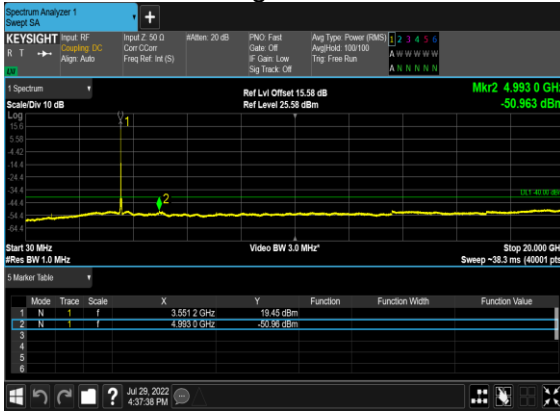 Spectrum Analyzer 1
Swept SA
+
KEYSIGHT Input: RF Input Z: 50 Ω #Atten: 20 dB PNO: Fast Avg Type: Power (RMS) 1 2 3 4 5 6
R T Coupling: DC Corr CCorr Gate: Off Avg|Hold: 100/100 A W W W W W
Align: Auto Freq Ref: Int (S) IF Gain: Low Trig: Free Run
Sig Track: Off A N N N N N
1 Spectrum Ref Lvl Offset 15.58 dB Mkr2 4.993 0 GHz
Scale/Div 10 dB Ref Level 25.58 dBm -50.963 dBm
Log
15.6
5.58
-4.42
-14.4
-24.4
-34.4
-44.4
-54.4
-64.4
1
2
DL1 -40.00 dBm
Start 30 MHz Video BW 3.0 MHz* Stop 20.000 GHz
#Res BW 1.0 MHz Sweep ~38.3 ms (40001 pts)
5 Marker Table
Mode Trace Scale X Y Function Function Width Function Value
1 N 1 f 3.551 2 GHz 19.45 dBm
2 N 1 f 4.993 0 GHz -50.96 dBm
3
4
5
6
? Jul 29, 2022
4:37:38 PM